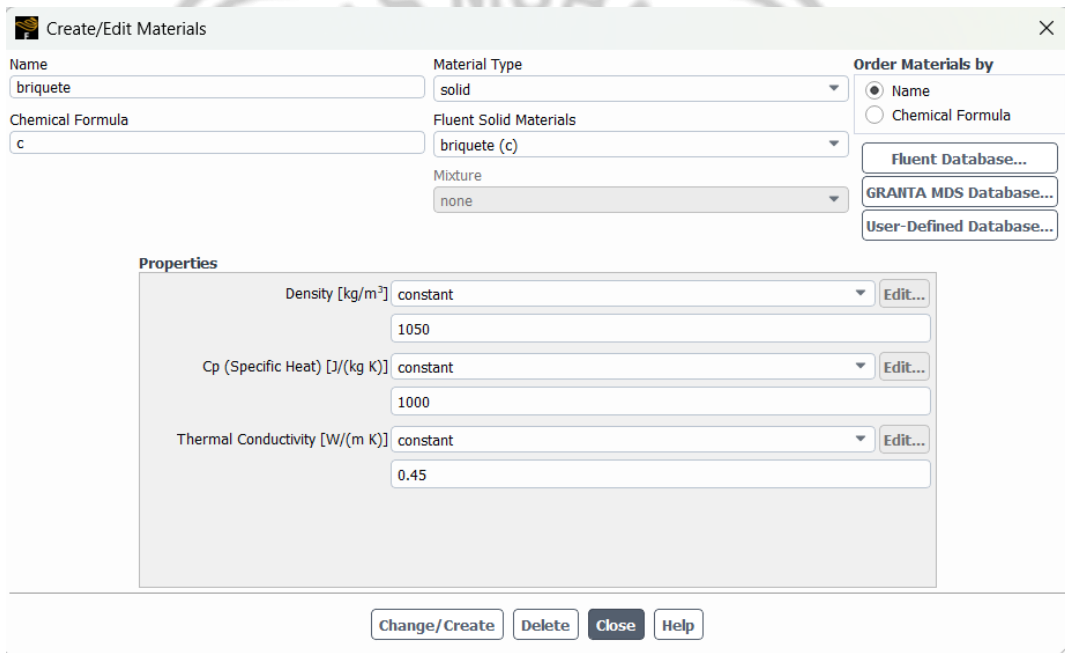 Create/Edit Materials
Name
briquete
Chemical Formula
c
Material Type
solid
Fluent Solid Materials
briquete (c)
Mixture
none
Order Materials by
Name
Chemical Formula
Fluent Database...
GRANTA MDS Database...
User-Defined Database...
Properties
Density [kg/m³] constant Edit...
1050
Cp (Specific Heat) [J/(kg K)] constant Edit...
1000
Thermal Conductivity [W/(m K)] constant Edit...
0.45
Change/Create Delete Close Help